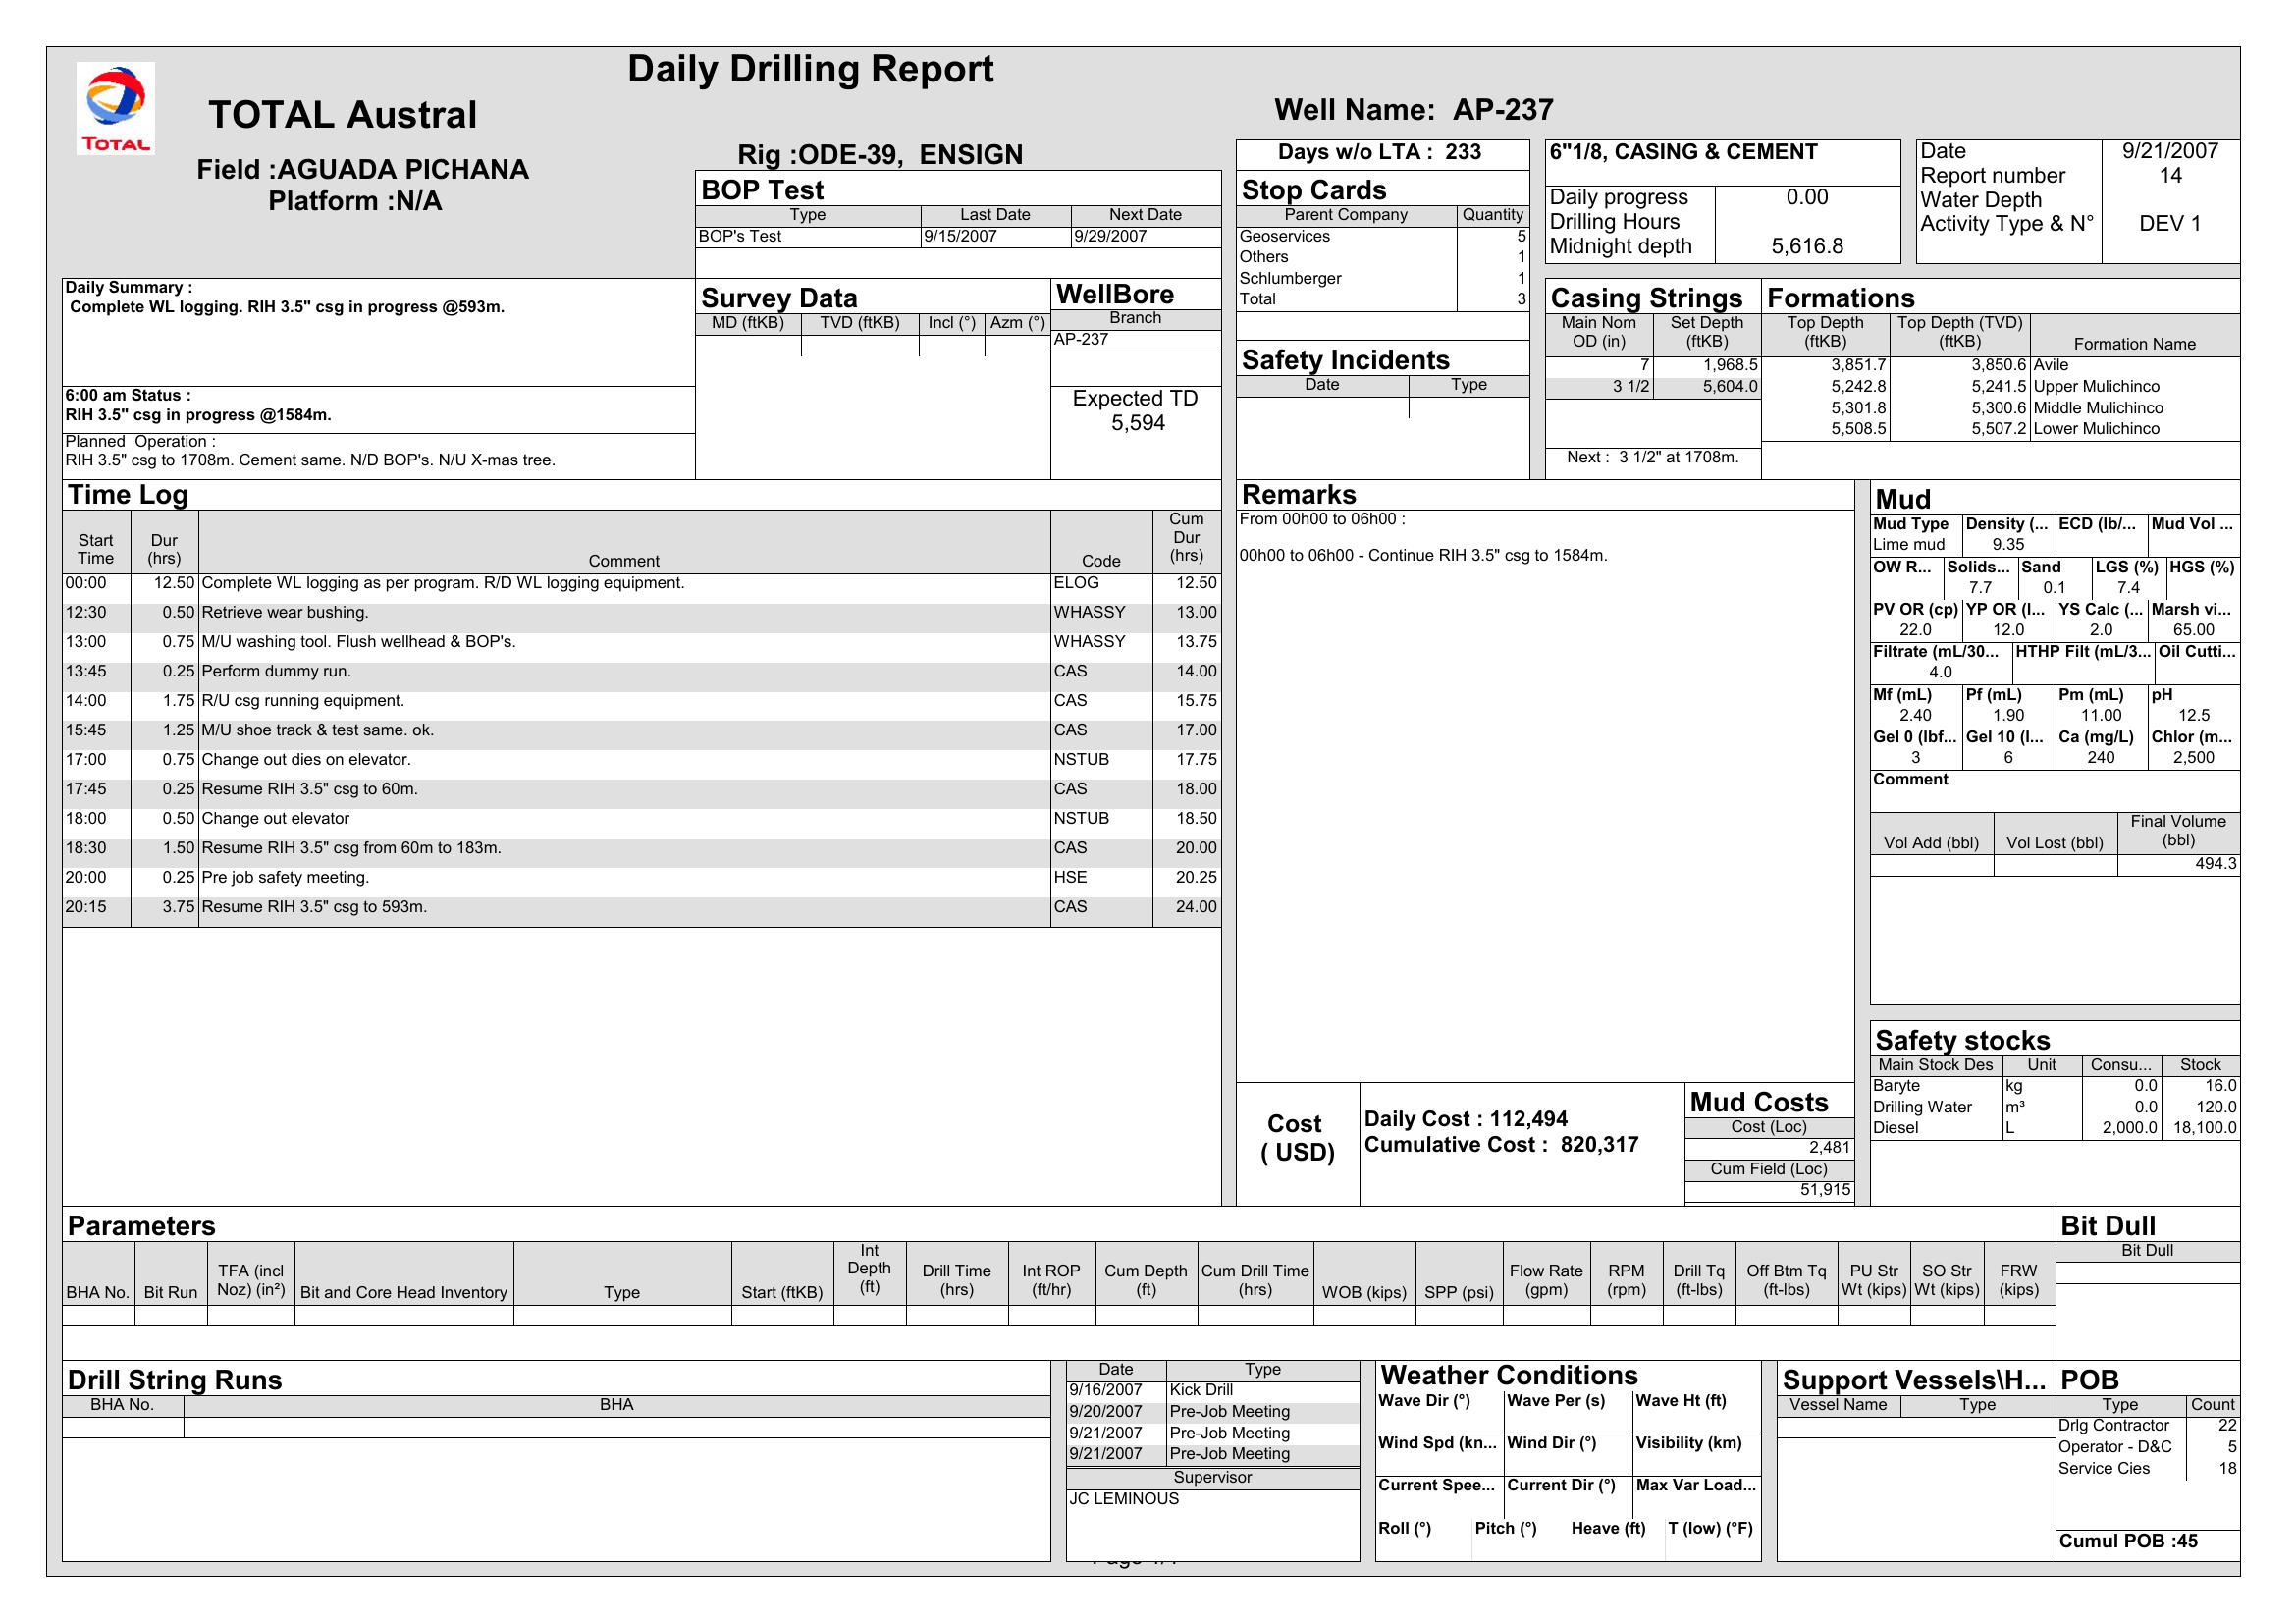 Daily Drilling Report
TOTAL
TOTAL Austral
Well Name: AP-237
Field :AGUADA PICHANA
Platform :N/A
Rig :ODE-39, ENSIGN
BOP Test
Type Last Date Next Date
BOP's Test 9/15/2007 9/29/2007
Days w/o LTA : 233
Stop Cards
Parent Company Quantity
Geoservices 5
Others 1
Schlumberger 1
Total 3
6"1/8, CASING & CEMENT
Daily progress 0.00
Drilling Hours
Midnight depth 5,616.8
Date 9/21/2007
Report number 14
Water Depth
Activity Type & N° DEV 1
Daily Summary :
Complete WL logging. RIH 3.5" csg in progress @593m.
6:00 am Status :
RIH 3.5" csg in progress @1584m.
Planned Operation :
RIH 3.5" csg to 1708m. Cement same. N/D BOP's. N/U X-mas tree.
Survey Data
MD (ftKB) TVD (ftKB) Incl (°) Azm (°)
WellBore
Branch
AP-237
Expected TD
5,594
Safety Incidents
Date Type
Casing Strings
Main Nom OD (in) Set Depth (ftKB)
7 1,968.5
3 1/2 5,604.0
Next : 3 1/2" at 1708m.
Formations
Top Depth (ftKB) Top Depth (TVD) (ftKB) Formation Name
3,851.7 3,850.6 Avile
5,242.8 5,241.5 Upper Mulichinco
5,301.8 5,300.6 Middle Mulichinco
5,508.5 5,507.2 Lower Mulichinco
Time Log
Start Time Dur (hrs) Comment Code Cum Dur (hrs)
00:00 12.50 Complete WL logging as per program. R/D WL logging equipment. ELOG 12.50
12:30 0.50 Retrieve wear bushing. WHASSY 13.00
13:00 0.75 M/U washing tool. Flush wellhead & BOP's. WHASSY 13.75
13:45 0.25 Perform dummy run. CAS 14.00
14:00 1.75 R/U csg running equipment. CAS 15.75
15:45 1.25 M/U shoe track & test same. ok. CAS 17.00
17:00 0.75 Change out dies on elevator. NSTUB 17.75
17:45 0.25 Resume RIH 3.5" csg to 60m. CAS 18.00
18:00 0.50 Change out elevator NSTUB 18.50
18:30 1.50 Resume RIH 3.5" csg from 60m to 183m. CAS 20.00
20:00 0.25 Pre job safety meeting. HSE 20.25
20:15 3.75 Resume RIH 3.5" csg to 593m. CAS 24.00
Remarks
From 00h00 to 06h00 :
00h00 to 06h00 - Continue RIH 3.5" csg to 1584m.
Mud
Mud Type Density (... ECD (lb/... Mud Vol ...
Lime mud 9.35
OW R... Solids... Sand LGS (%) HGS (%)
7.7 0.1 7.4
PV OR (cp) YP OR (l... YS Calc (... Marsh vi...
22.0 12.0 2.0 65.00
Filtrate (mL/30... HTHP Filt (mL/3... Oil Cutti...
4.0
Mf (mL) Pf (mL) Pm (mL) pH
2.40 1.90 11.00 12.5
Gel 0 (lbf... Gel 10 (l... Ca (mg/L) Chlor (m...
3 6 240 2,500
Comment
Vol Add (bbl) Vol Lost (bbl) Final Volume (bbl)
494.3
Safety stocks
Main Stock Des Unit Consu... Stock
Baryte kg 0.0 16.0
Drilling Water m³ 0.0 120.0
Diesel L 2,000.0 18,100.0
Cost
( USD)
Daily Cost : 112,494
Cumulative Cost : 820,317
Mud Costs
Cost (Loc)
2,481
Cum Field (Loc)
51,915
Parameters
BHA No. Bit Run TFA (incl Noz) (in²) Bit and Core Head Inventory Type Start (ftKB) Int Depth (ft) Drill Time (hrs) Int ROP (ft/hr) Cum Depth (ft) Cum Drill Time (hrs) WOB (kips) SPP (psi) Flow Rate (gpm) RPM (rpm) Drill Tq (ft-lbs) Off Btm Tq (ft-lbs) PU Str Wt (kips) SO Str Wt (kips) FRW (kips)
Bit Dull
Bit Dull
Drill String Runs
BHA No. BHA
Date Type
9/16/2007 Kick Drill
9/20/2007 Pre-Job Meeting
9/21/2007 Pre-Job Meeting
9/21/2007 Pre-Job Meeting
Supervisor
JC LEMINOUS
Weather Conditions
Wave Dir (°) Wave Per (s) Wave Ht (ft)
Wind Spd (kn... Wind Dir (°) Visibility (km)
Current Spee... Current Dir (°) Max Var Load...
Roll (°) Pitch (°) Heave (ft) T (low) (°F)
Support Vessels\H...
Vessel Name Type
POB
Type Count
Drlg Contractor 22
Operator - D&C 5
Service Cies 18
Cumul POB :45